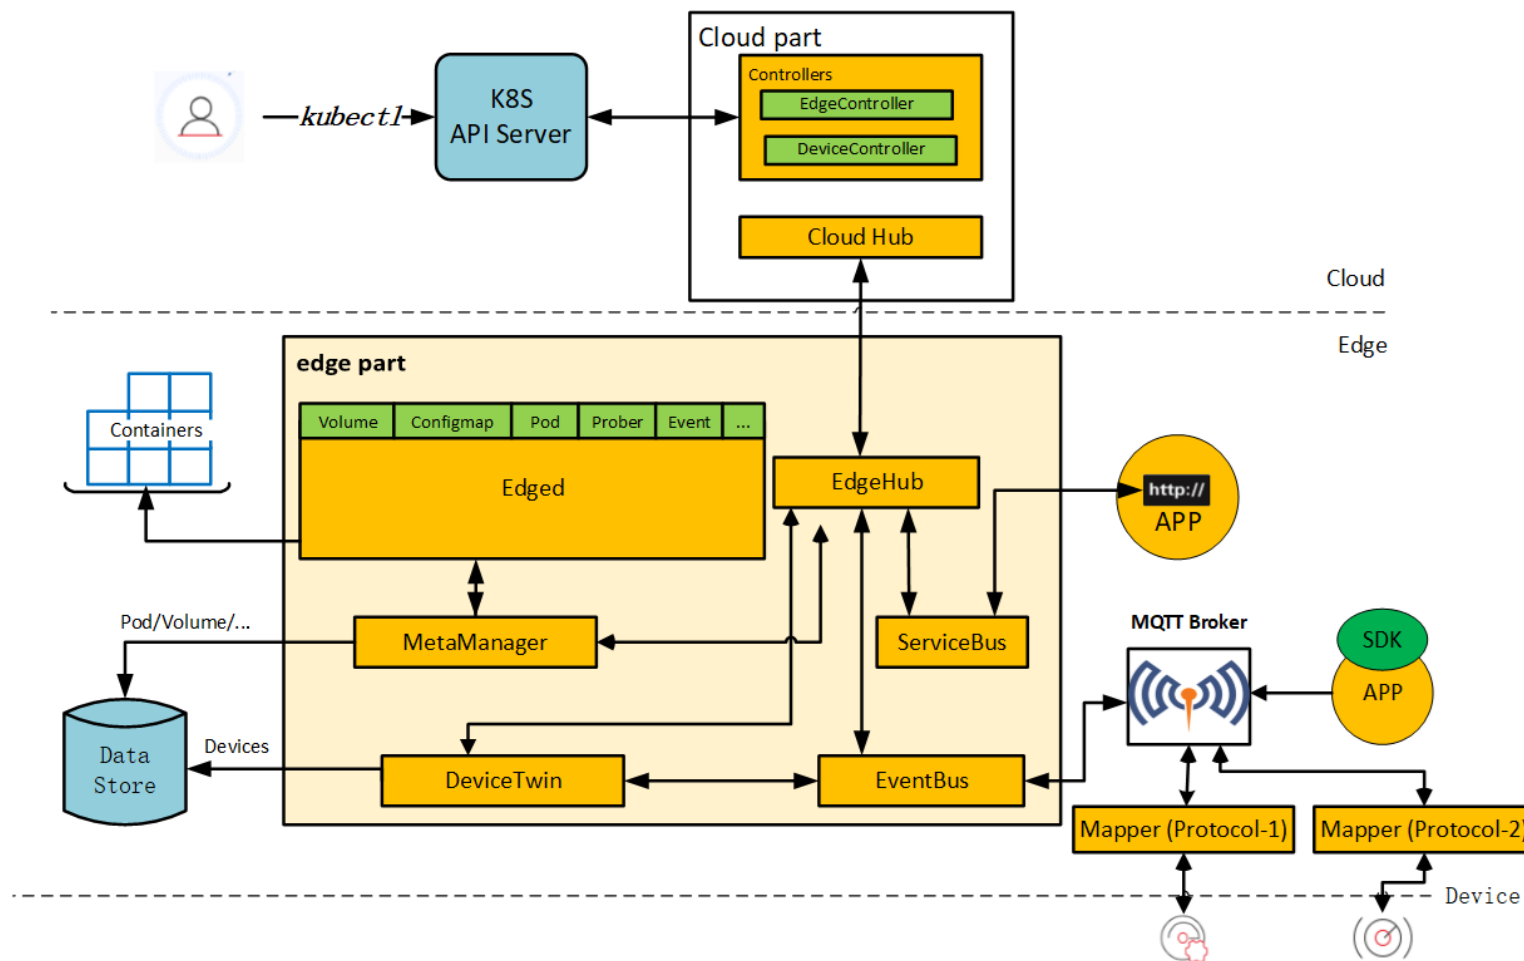 Cloud part
Controllers
EdgeController
DeviceController
kubectl
K8S
API Server
Cloud Hub
Cloud
Edge
edge part
Volume
Configmap
Pod
Prober
Event
...
Containers
Edged
EdgeHub
http://
APP
Pod/Volume/...
MetaManager
ServiceBus
MQTT Broker
SDK
APP
Data
Store
Devices
DeviceTwin
EventBus
Mapper (Protocol-1)
Mapper (Protocol-2)
Device